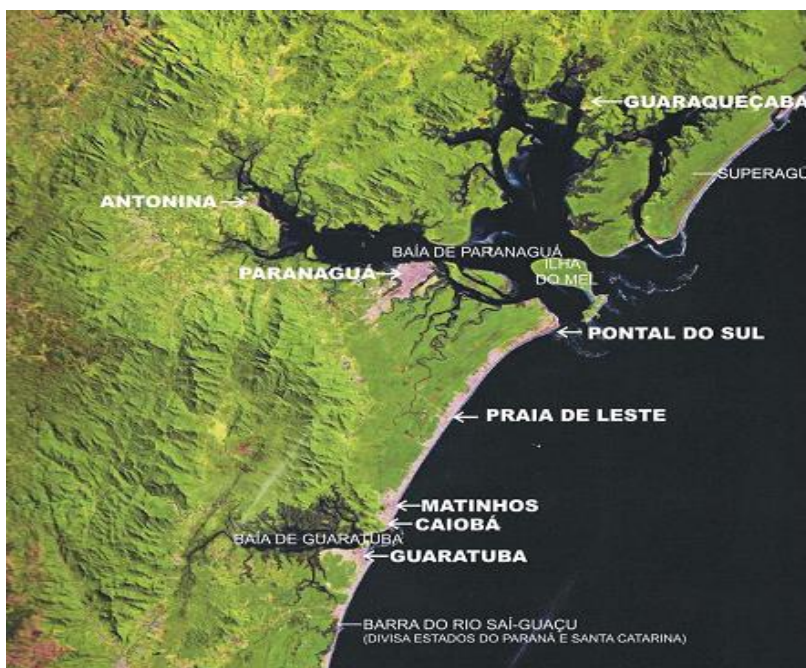 GUARAQUEÇABA
SUPERAGÜ
ANTONINA
BAÍA DE PARANAGUÁ
PARANAGUÁ
ILHA
DO MEL
PONTAL DO SUL
PRAIA DE LESTE
MATINHOS
CAIOBÁ
BAÍA DE GUARATUBA
GUARATUBA
BARRA DO RIO SAÍ-GUAÇU
(DIVISA ESTADOS DO PARANÁ E SANTA CATARINA)